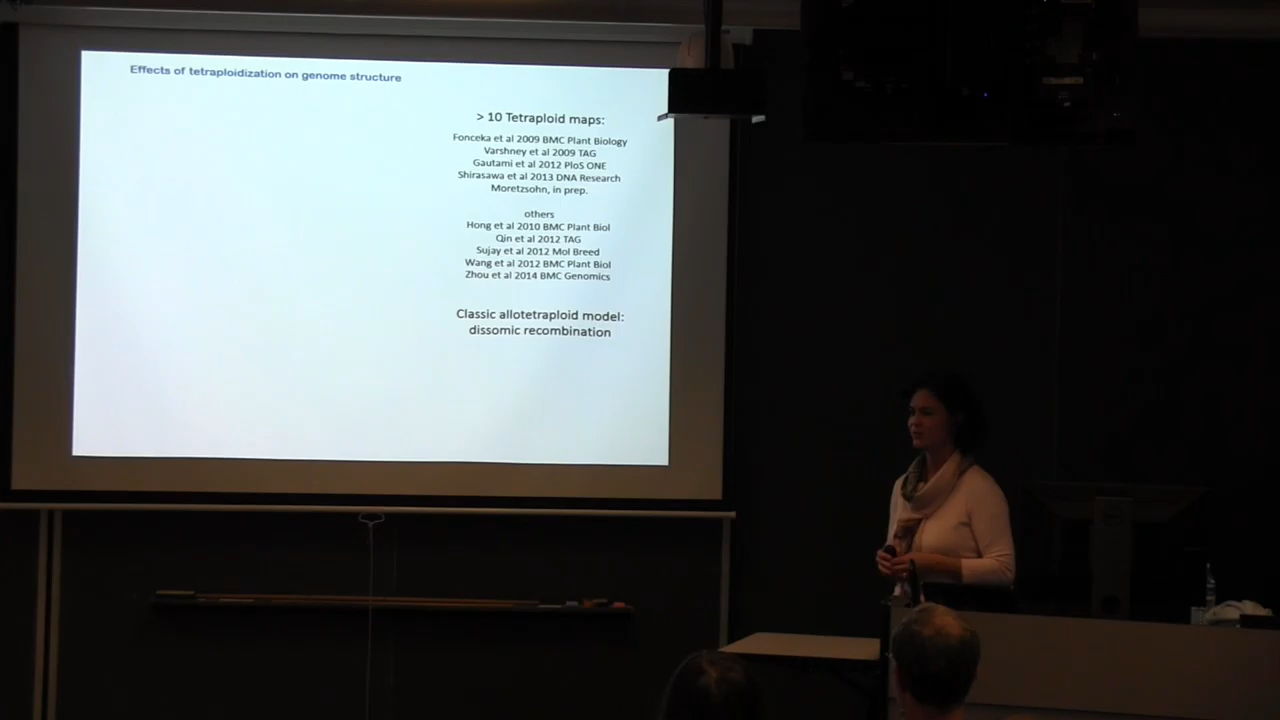 Effects of tetraploidization on genome structure
> 10 Tetraploid maps:
Fonceka et al 2009 BMC Plant Biology
Varshney et al 2009 TAG
Gautami et al 2012 PloS ONE
Shirasawa et al 2013 DNA Research
Moretzsohn, in prep.
others
Hong et al 2010 BMC Plant Biol
Qin et al 2012 TAG
Sujay et al 2012 Mol Breed
Wang et al 2012 BMC Plant Biol
Zhou et al 2014 BMC Genomics
Classic allotetraploid model:
dissomic recombination